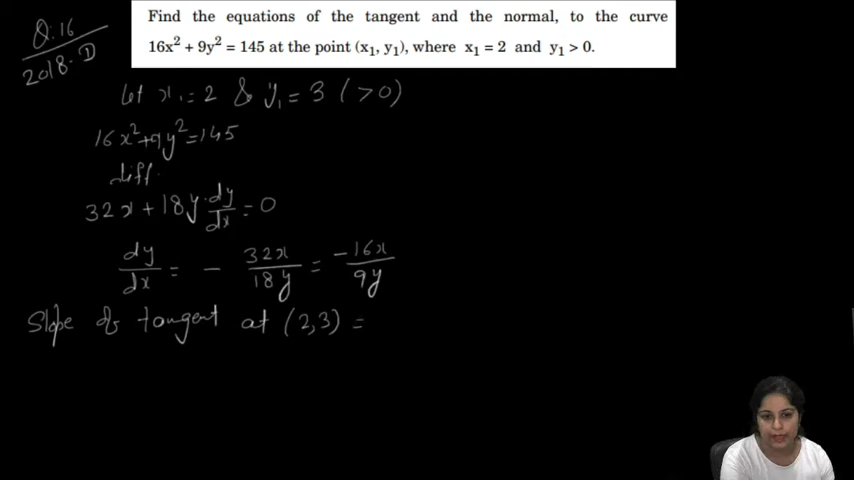 Q.16
2018.D
Find the equations of the tangent and the normal, to the curve
16x² + 9y² = 145 at the point (x₁, y₁), where x₁ = 2 and y₁ > 0.
Let x₁ = 2 & y₁ = 3 (>0)
16x² + 9y² = 145
diff.
32x + 18y · dy/dx = 0
dy/dx = - 32x/18y = -16x/9y
Slope of tangent at (2,3) =